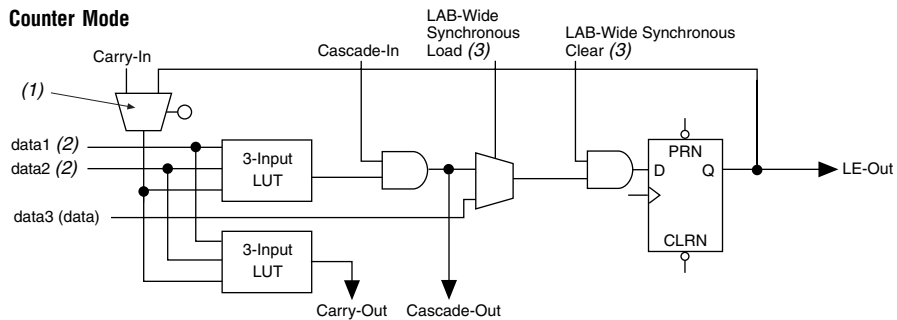 Counter Mode
Carry-In
(1)
Cascade-In
LAB-Wide
Synchronous
Load (3)
LAB-Wide Synchronous
Clear (3)
data1 (2)
data2 (2)
3-Input
LUT
data3 (data)
3-Input
LUT
PRN
D Q
CLRN
LE-Out
Carry-Out
Cascade-Out